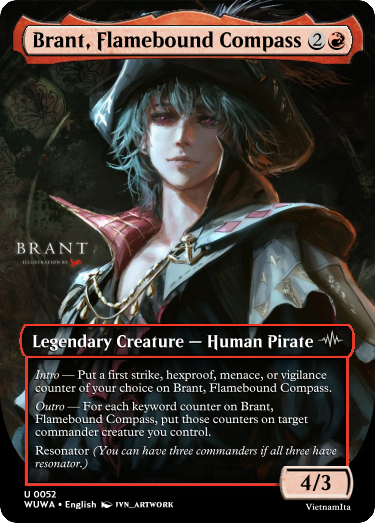 Brant, Flamebound Compass 2
BRANT
ILLUSTRATION BY
Legendary Creature — Human Pirate
Intro — Put a first strike, hexproof, menace, or vigilance
counter of your choice on Brant, Flamebound Compass.
Outro — For each keyword counter on Brant,
Flamebound Compass, put those counters on target
commander creature you control.
Resonator (You can have three commanders if all three have
resonator.)
4/3
U 0052
WUWA • English JVN_ARTWORK
VietnamIta